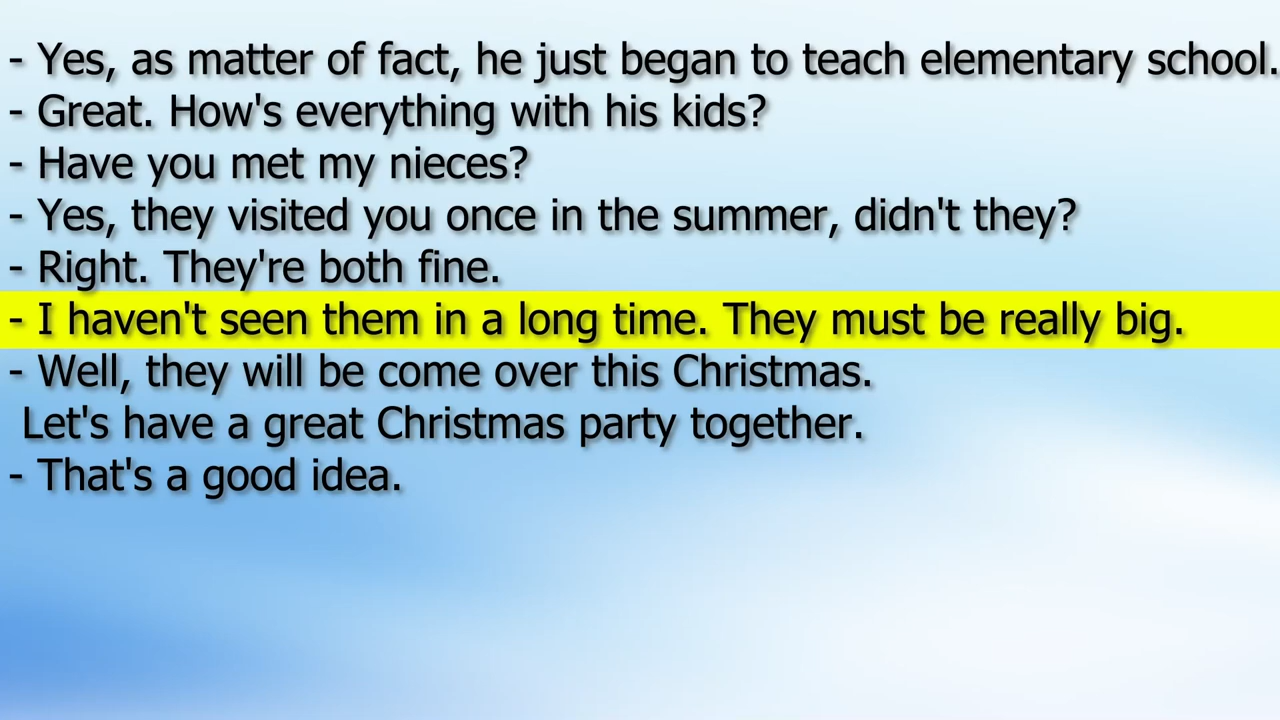 - Yes, as matter of fact, he just began to teach elementary school.
- Great. How's everything with his kids?
- Have you met my nieces?
- Yes, they visited you once in the summer, didn't they?
- Right. They're both fine.
- I haven't seen them in a long time. They must be really big.
- Well, they will be come over this Christmas.
Let's have a great Christmas party together.
- That's a good idea.